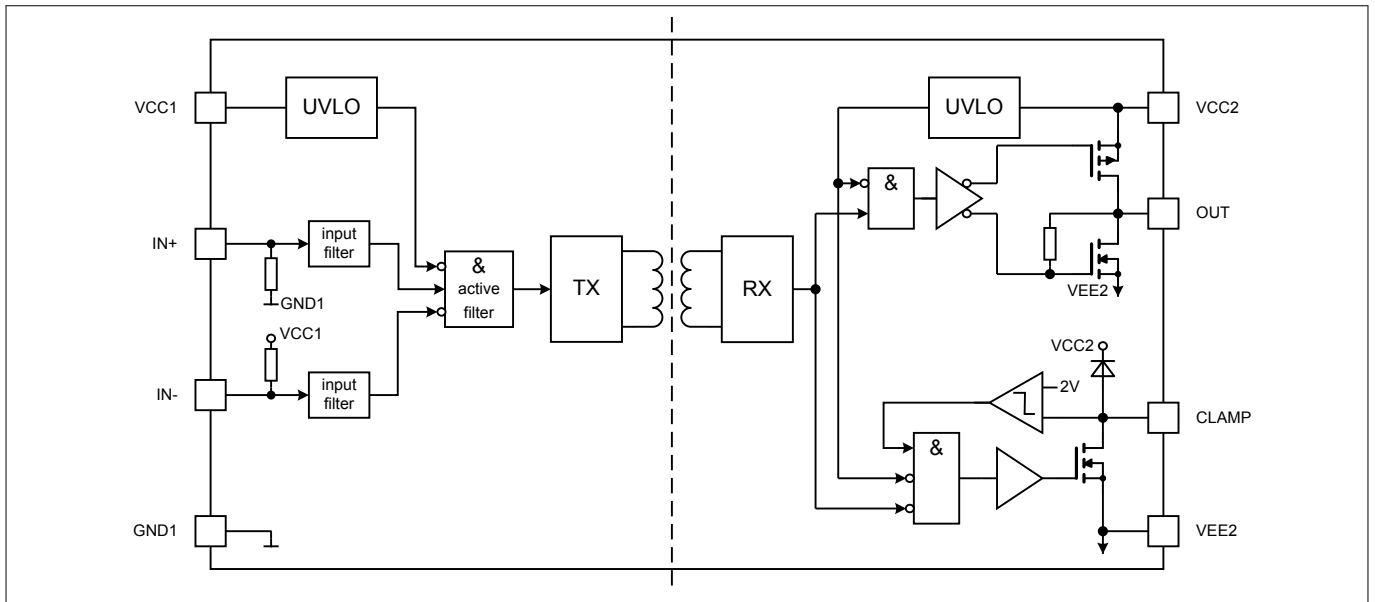 VCC1
UVLO
IN+
input
filter
GND1
&
active
filter
TX
VCC1
IN-
input
filter
GND1
RX
UVLO
VCC2
&
OUT
VEE2
VCC2
2V
CLAMP
&
VEE2